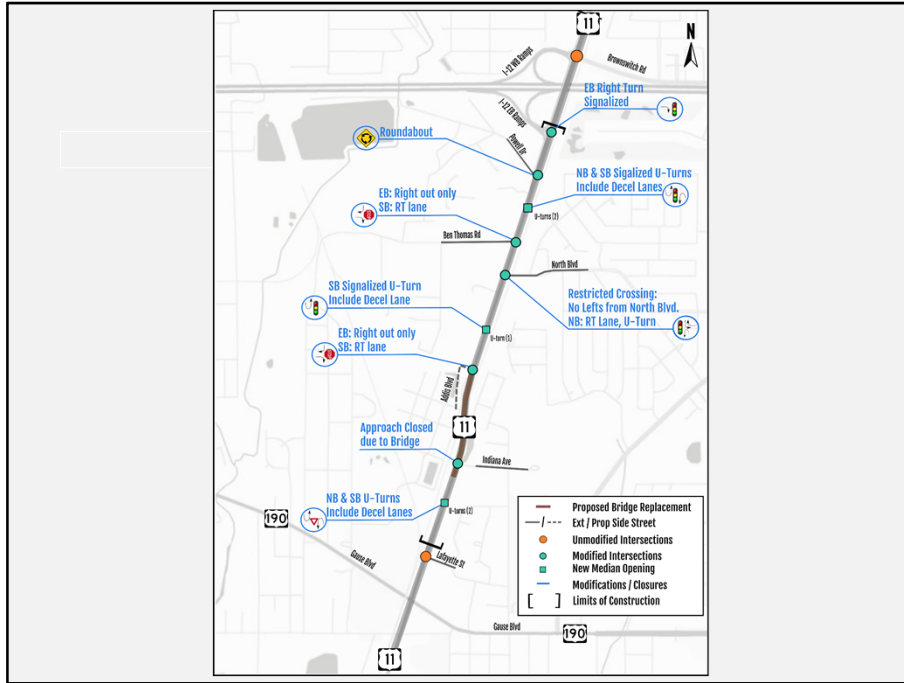 11
N
I-12 WB Ramps
Brownswitch Rd
EB Right Turn
Signalized
I-12 EB Ramps
Roundabout
Powell Dr
NB & SB Sigalized U-Turns
Include Decel Lanes
EB: Right out only
SB: RT lane
U-turns (2)
Ben Thomas Rd
North Blvd
Restricted Crossing:
No Lefts from North Blvd.
NB: RT Lane, U-Turn
SB Signalized U-Turn
Include Decel Lane
U-turn (1)
EB: Right out only
SB: RT lane
Addis Blvd
11
Approach Closed
due to Bridge
Indiana Ave
NB & SB U-Turns
Include Decel Lanes
U-turns (2)
190
Gause Blvd
Lafayette St
Proposed Bridge Replacement
Ext / Prop Side Street
Unmodified Intersections
Modified Intersections
New Median Opening
Modifications / Closures
Limits of Construction
Gause Blvd
190
11